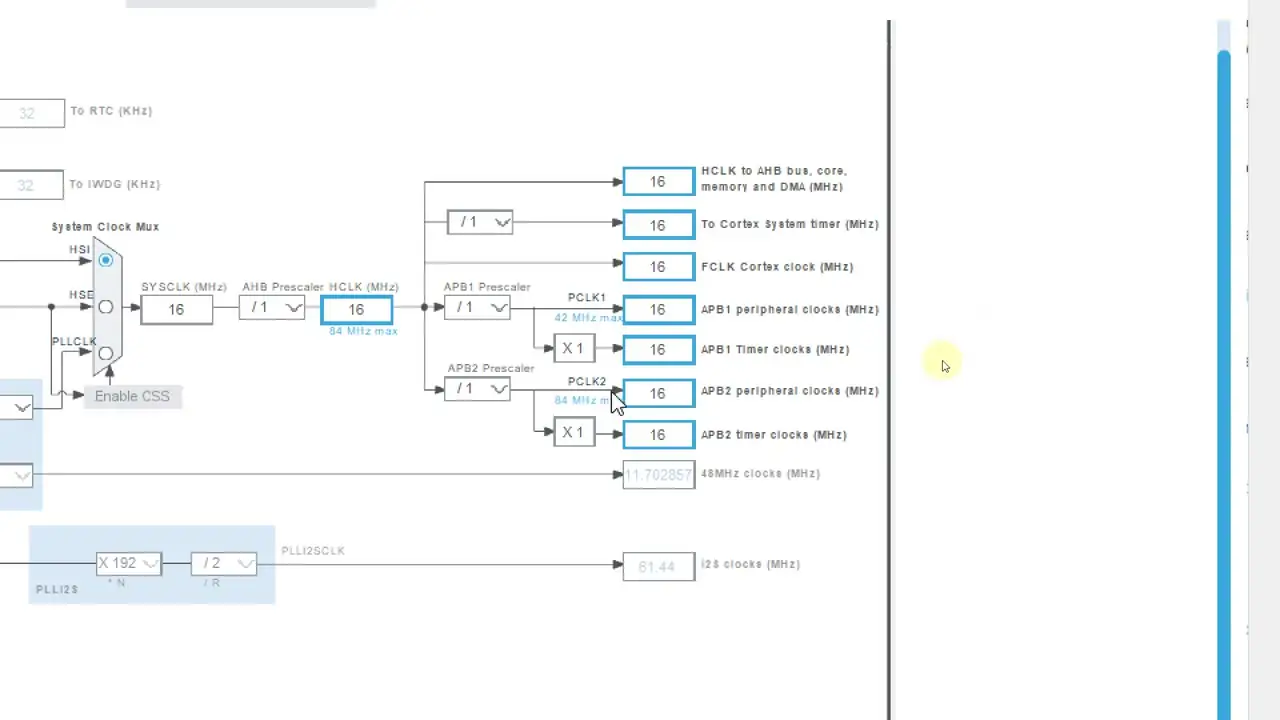 32
To RTC (KHz)
32
To IWDG (KHz)
System Clock Mux
HSI
HSE
PLLCLK
Enable CSS
SYSCLK (MHz)
16
AHB Prescaler
/ 1
HCLK (MHz)
16
84 MHz max
/ 1
APB1 Prescaler
/ 1
PCLK1
42 MHz max
X 1
APB2 Prescaler
/ 1
PCLK2
84 MHz m
X 1
16
HCLK to AHB bus, core,
memory and DMA (MHz)
16
To Cortex System timer (MHz)
16
FCLK Cortex clock (MHz)
16
APB1 peripheral clocks (MHz)
16
APB1 Timer clocks (MHz)
16
APB2 peripheral clocks (MHz)
16
APB2 timer clocks (MHz)
11.702857
48MHz clocks (MHz)
X 192
* N
/ 2
/ R
PLLI2S
PLLI2SCLK
61.44
I2S clocks (MHz)